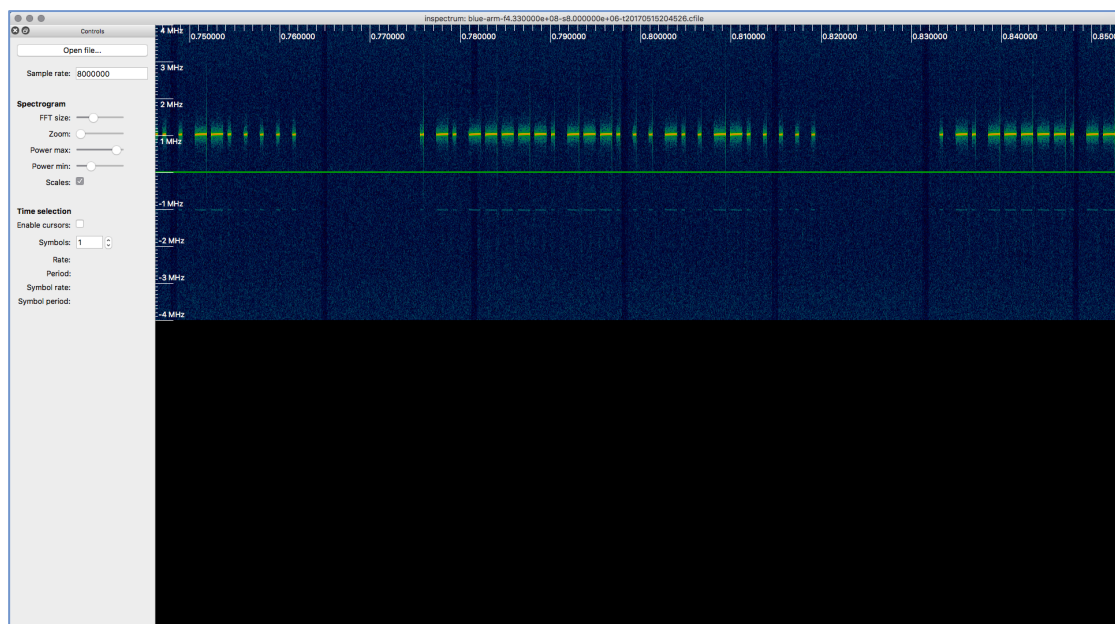 inspectrum: blue-arm-f4.330000e+08-s8.000000e+06-t20170515204526.cfile
Controls
Open file...
Sample rate: 8000000
Spectrogram
FFT size:
Zoom:
Power max:
Power min:
Scales:
Time selection
Enable cursors:
Symbols: 1
Rate:
Period:
Symbol rate:
Symbol period:
0.750000 0.760000 0.770000 0.780000 0.790000 0.800000 0.810000 0.820000 0.830000 0.840000 0.8500
4 MHz
3 MHz
2 MHz
1 MHz
-1 MHz
-2 MHz
-3 MHz
-4 MHz